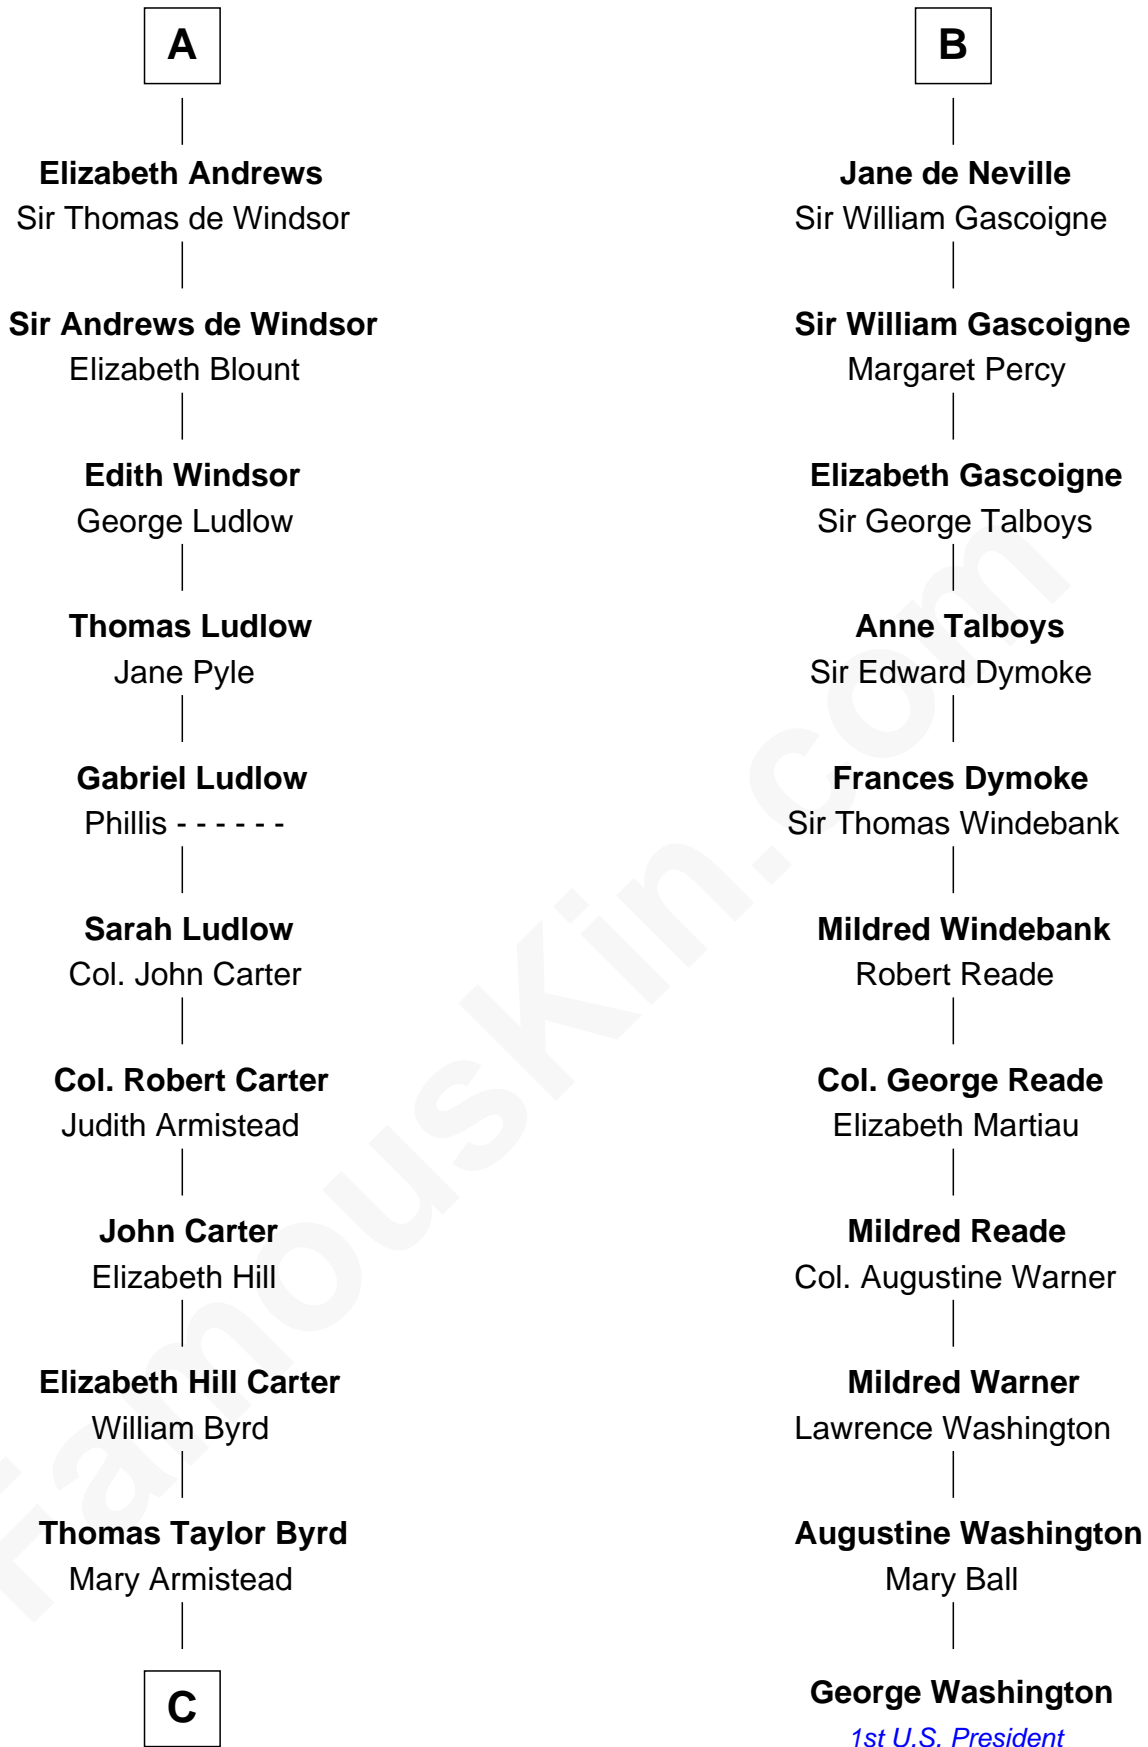 A
Elizabeth Andrews
Sir Thomas de Windsor
Sir Andrews de Windsor
Elizabeth Blount
Edith Windsor
George Ludlow
Thomas Ludlow
Jane Pyle
Gabriel Ludlow
Phillis - - - - - -
Sarah Ludlow
Col. John Carter
Col. Robert Carter
Judith Armistead
John Carter
Elizabeth Hill
Elizabeth Hill Carter
William Byrd
Thomas Taylor Byrd
Mary Armistead
C
B
Jane de Neville
Sir William Gascoigne
Sir William Gascoigne
Margaret Percy
Elizabeth Gascoigne
Sir George Talboys
Anne Talboys
Sir Edward Dymoke
Frances Dymoke
Sir Thomas Windebank
Mildred Windebank
Robert Reade
Col. George Reade
Elizabeth Martiau
Mildred Reade
Col. Augustine Warner
Mildred Warner
Lawrence Washington
Augustine Washington
Mary Ball
George Washington
1st U.S. President
FamousKin.com